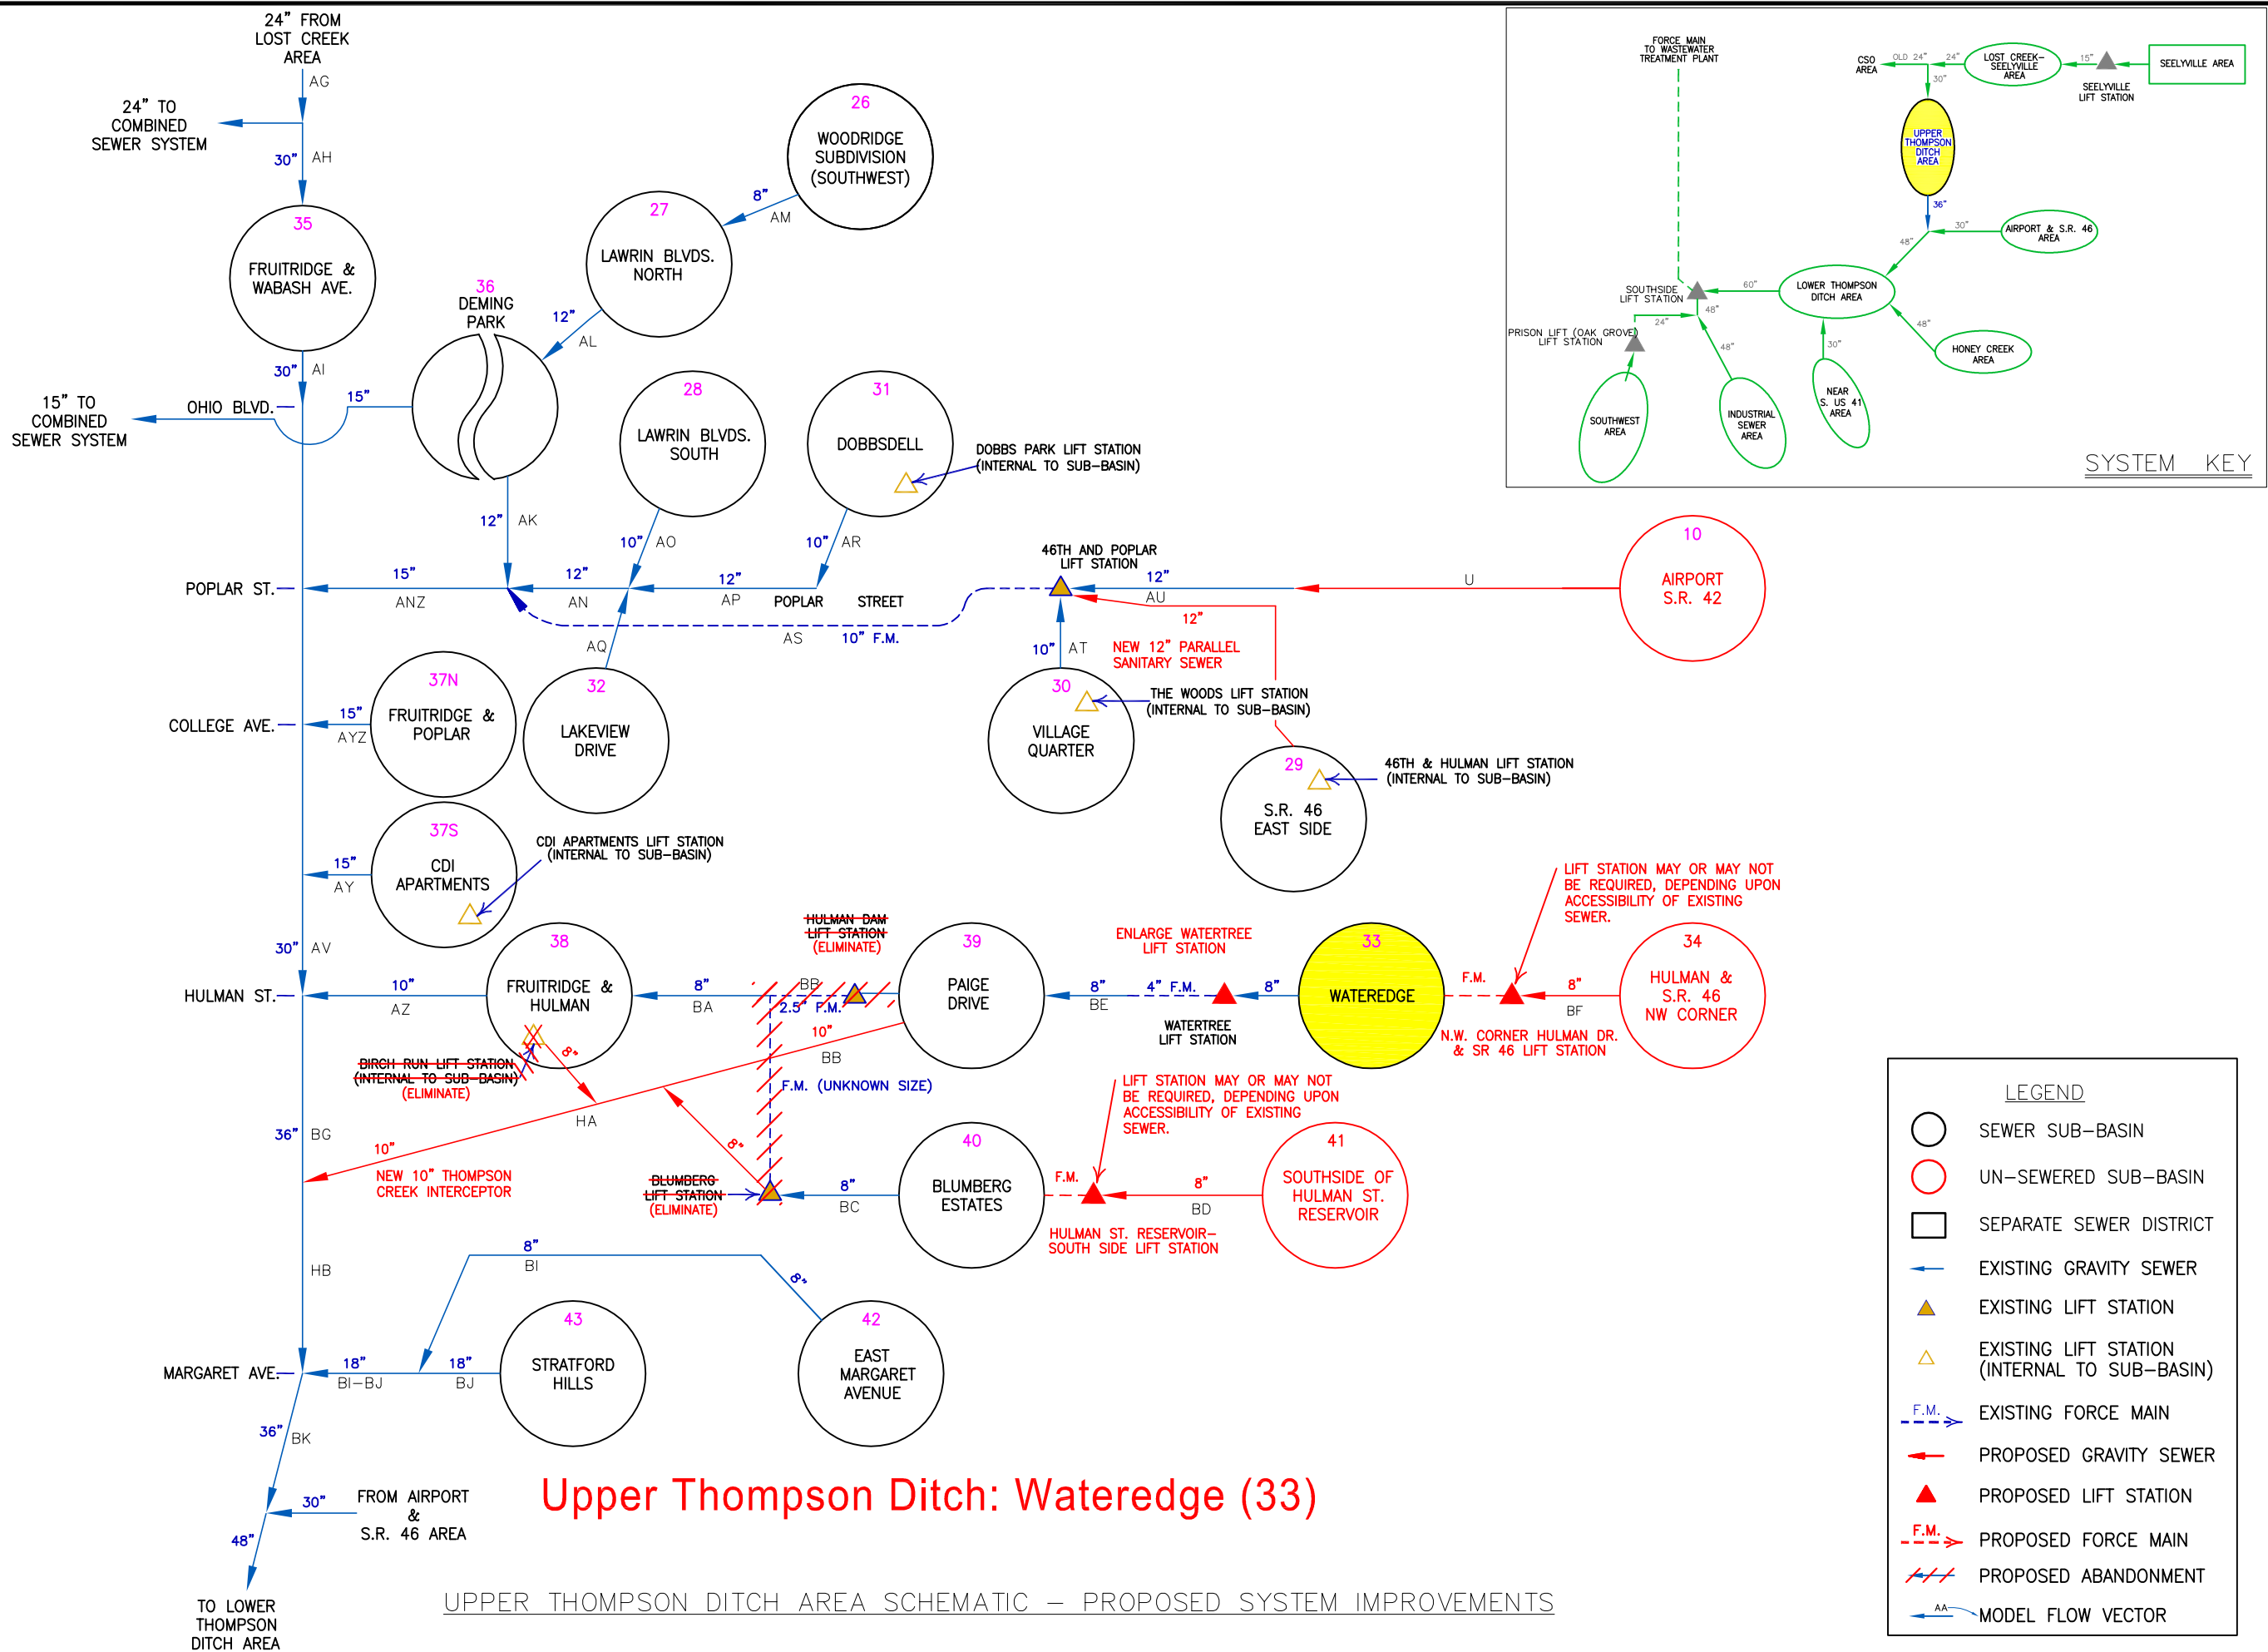 24" FROM
LOST CREEK
AREA
AG
24" TO
COMBINED
SEWER SYSTEM
30" AH
35
FRUITRIDGE &
WABASH AVE.
30" AI
15" TO
COMBINED
SEWER SYSTEM
OHIO BLVD.
15"
36
DEMING
PARK
12" AK
26
WOODRIDGE
SUBDIVISION
(SOUTHWEST)
8"
AM
27
LAWRIN BLVDS.
NORTH
12"
AL
28
LAWRIN BLVDS.
SOUTH
10" AO
31
DOBBSDELL
10" AR
DOBBS PARK LIFT STATION
(INTERNAL TO SUB-BASIN)
POPLAR ST.
15"
ANZ
12"
AN
12"
AP
POPLAR STREET
AS
10" F.M.
AQ
46TH AND POPLAR
LIFT STATION
12"
AU
U
10
AIRPORT
S.R. 42
12"
NEW 12" PARALLEL
SANITARY SEWER
10" AT
30
VILLAGE
QUARTER
THE WOODS LIFT STATION
(INTERNAL TO SUB-BASIN)
29
S.R. 46
EAST SIDE
46TH & HULMAN LIFT STATION
(INTERNAL TO SUB-BASIN)
COLLEGE AVE.
15"
AYZ
37N
FRUITRIDGE &
POPLAR
32
LAKEVIEW
DRIVE
15"
AY
37S
CDI
APARTMENTS
CDI APARTMENTS LIFT STATION
(INTERNAL TO SUB-BASIN)
30" AV
HULMAN ST.
10"
AZ
38
FRUITRIDGE &
HULMAN
8"
BA
HULMAN DAM
LIFT STATION
(ELIMINATE)
BB
2.5" F.M.
39
PAIGE
DRIVE
8"
BE
4" F.M.
ENLARGE WATERTREE
LIFT STATION
WATERTREE
LIFT STATION
8"
33
WATEREDGE
F.M.
8"
BF
34
HULMAN &
S.R. 46
NW CORNER
LIFT STATION MAY OR MAY NOT
BE REQUIRED, DEPENDING UPON
ACCESSIBILITY OF EXISTING
SEWER.
N.W. CORNER HULMAN DR.
& SR 46 LIFT STATION
BIRCH RUN LIFT STATION
(INTERNAL TO SUB-BASIN)
(ELIMINATE)
8"
10"
BB
HA
F.M. (UNKNOWN SIZE)
36" BG
10"
NEW 10" THOMPSON
CREEK INTERCEPTOR
8"
BLUMBERG
LIFT STATION
(ELIMINATE)
8"
BC
40
BLUMBERG
ESTATES
LIFT STATION MAY OR MAY NOT
BE REQUIRED, DEPENDING UPON
ACCESSIBILITY OF EXISTING
SEWER.
F.M.
8"
BD
41
SOUTHSIDE OF
HULMAN ST.
RESERVOIR
HULMAN ST. RESERVOIR-
SOUTH SIDE LIFT STATION
HB
8"
BI
8"
MARGARET AVE.
18"
BI-BJ
18"
BJ
43
STRATFORD
HILLS
42
EAST
MARGARET
AVENUE
36" BK
30"
FROM AIRPORT
&
S.R. 46 AREA
48"
TO LOWER
THOMPSON
DITCH AREA
Upper Thompson Ditch: Wateredge (33)
UPPER THOMPSON DITCH AREA SCHEMATIC - PROPOSED SYSTEM IMPROVEMENTS
FORCE MAIN
TO WASTEWATER
TREATMENT PLANT
CSO
AREA
OLD 24"
24"
LOST CREEK-
SEELYVILLE
AREA
15"
SEELYVILLE
LIFT STATION
SEELYVILLE AREA
30"
UPPER
THOMPSON
DITCH
AREA
36"
30"
AIRPORT & S.R. 46
AREA
48"
LOWER THOMPSON
DITCH AREA
60"
SOUTHSIDE
LIFT STATION
48"
24"
PRISON LIFT (OAK GROVE)
LIFT STATION
48"
30"
48"
HONEY CREEK
AREA
SOUTHWEST
AREA
INDUSTRIAL
SEWER
AREA
NEAR
S. US 41
AREA
SYSTEM KEY
LEGEND
SEWER SUB-BASIN
UN-SEWERED SUB-BASIN
SEPARATE SEWER DISTRICT
EXISTING GRAVITY SEWER
EXISTING LIFT STATION
EXISTING LIFT STATION
(INTERNAL TO SUB-BASIN)
F.M. EXISTING FORCE MAIN
PROPOSED GRAVITY SEWER
PROPOSED LIFT STATION
F.M. PROPOSED FORCE MAIN
PROPOSED ABANDONMENT
AA MODEL FLOW VECTOR